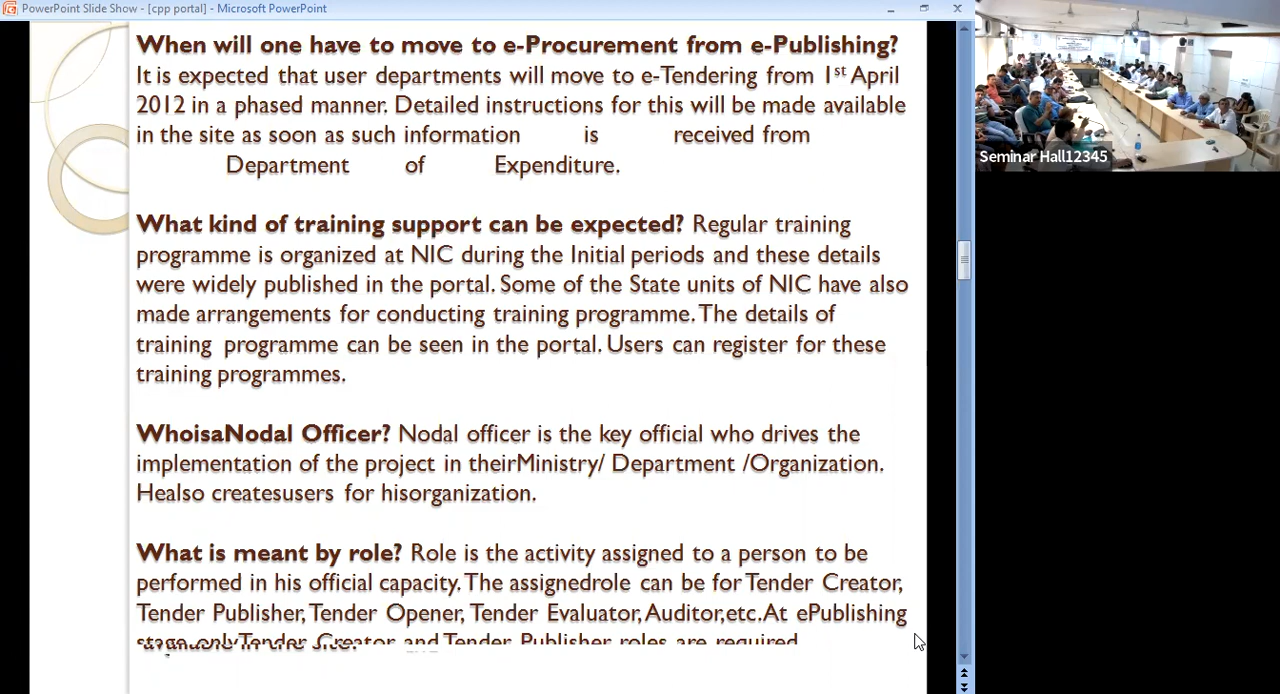 PowerPoint Slide Show - [cpp portal] - Microsoft PowerPoint
When will one have to move to e-Procurement from e-Publishing?
It is expected that user departments will move to e-Tendering from 1st April
2012 in a phased manner. Detailed instructions for this will be made available
in the site as soon as such information is received from
Department of Expenditure.
What kind of training support can be expected? Regular training
programme is organized at NIC during the Initial periods and these details
were widely published in the portal. Some of the State units of NIC have also
made arrangements for conducting training programme. The details of
training programme can be seen in the portal. Users can register for these
training programmes.
WhoisaNodal Officer? Nodal officer is the key official who drives the
implementation of the project in theirMinistry/ Department /Organization.
Healso createsusers for hisorganization.
What is meant by role? Role is the activity assigned to a person to be
performed in his official capacity. The assignedrole can be for Tender Creator,
Tender Publisher, Tender Opener, Tender Evaluator, Auditor,etc. At ePublishing
stage onlyTender Creator and Tender Publisher roles are required
Seminar Hall12345